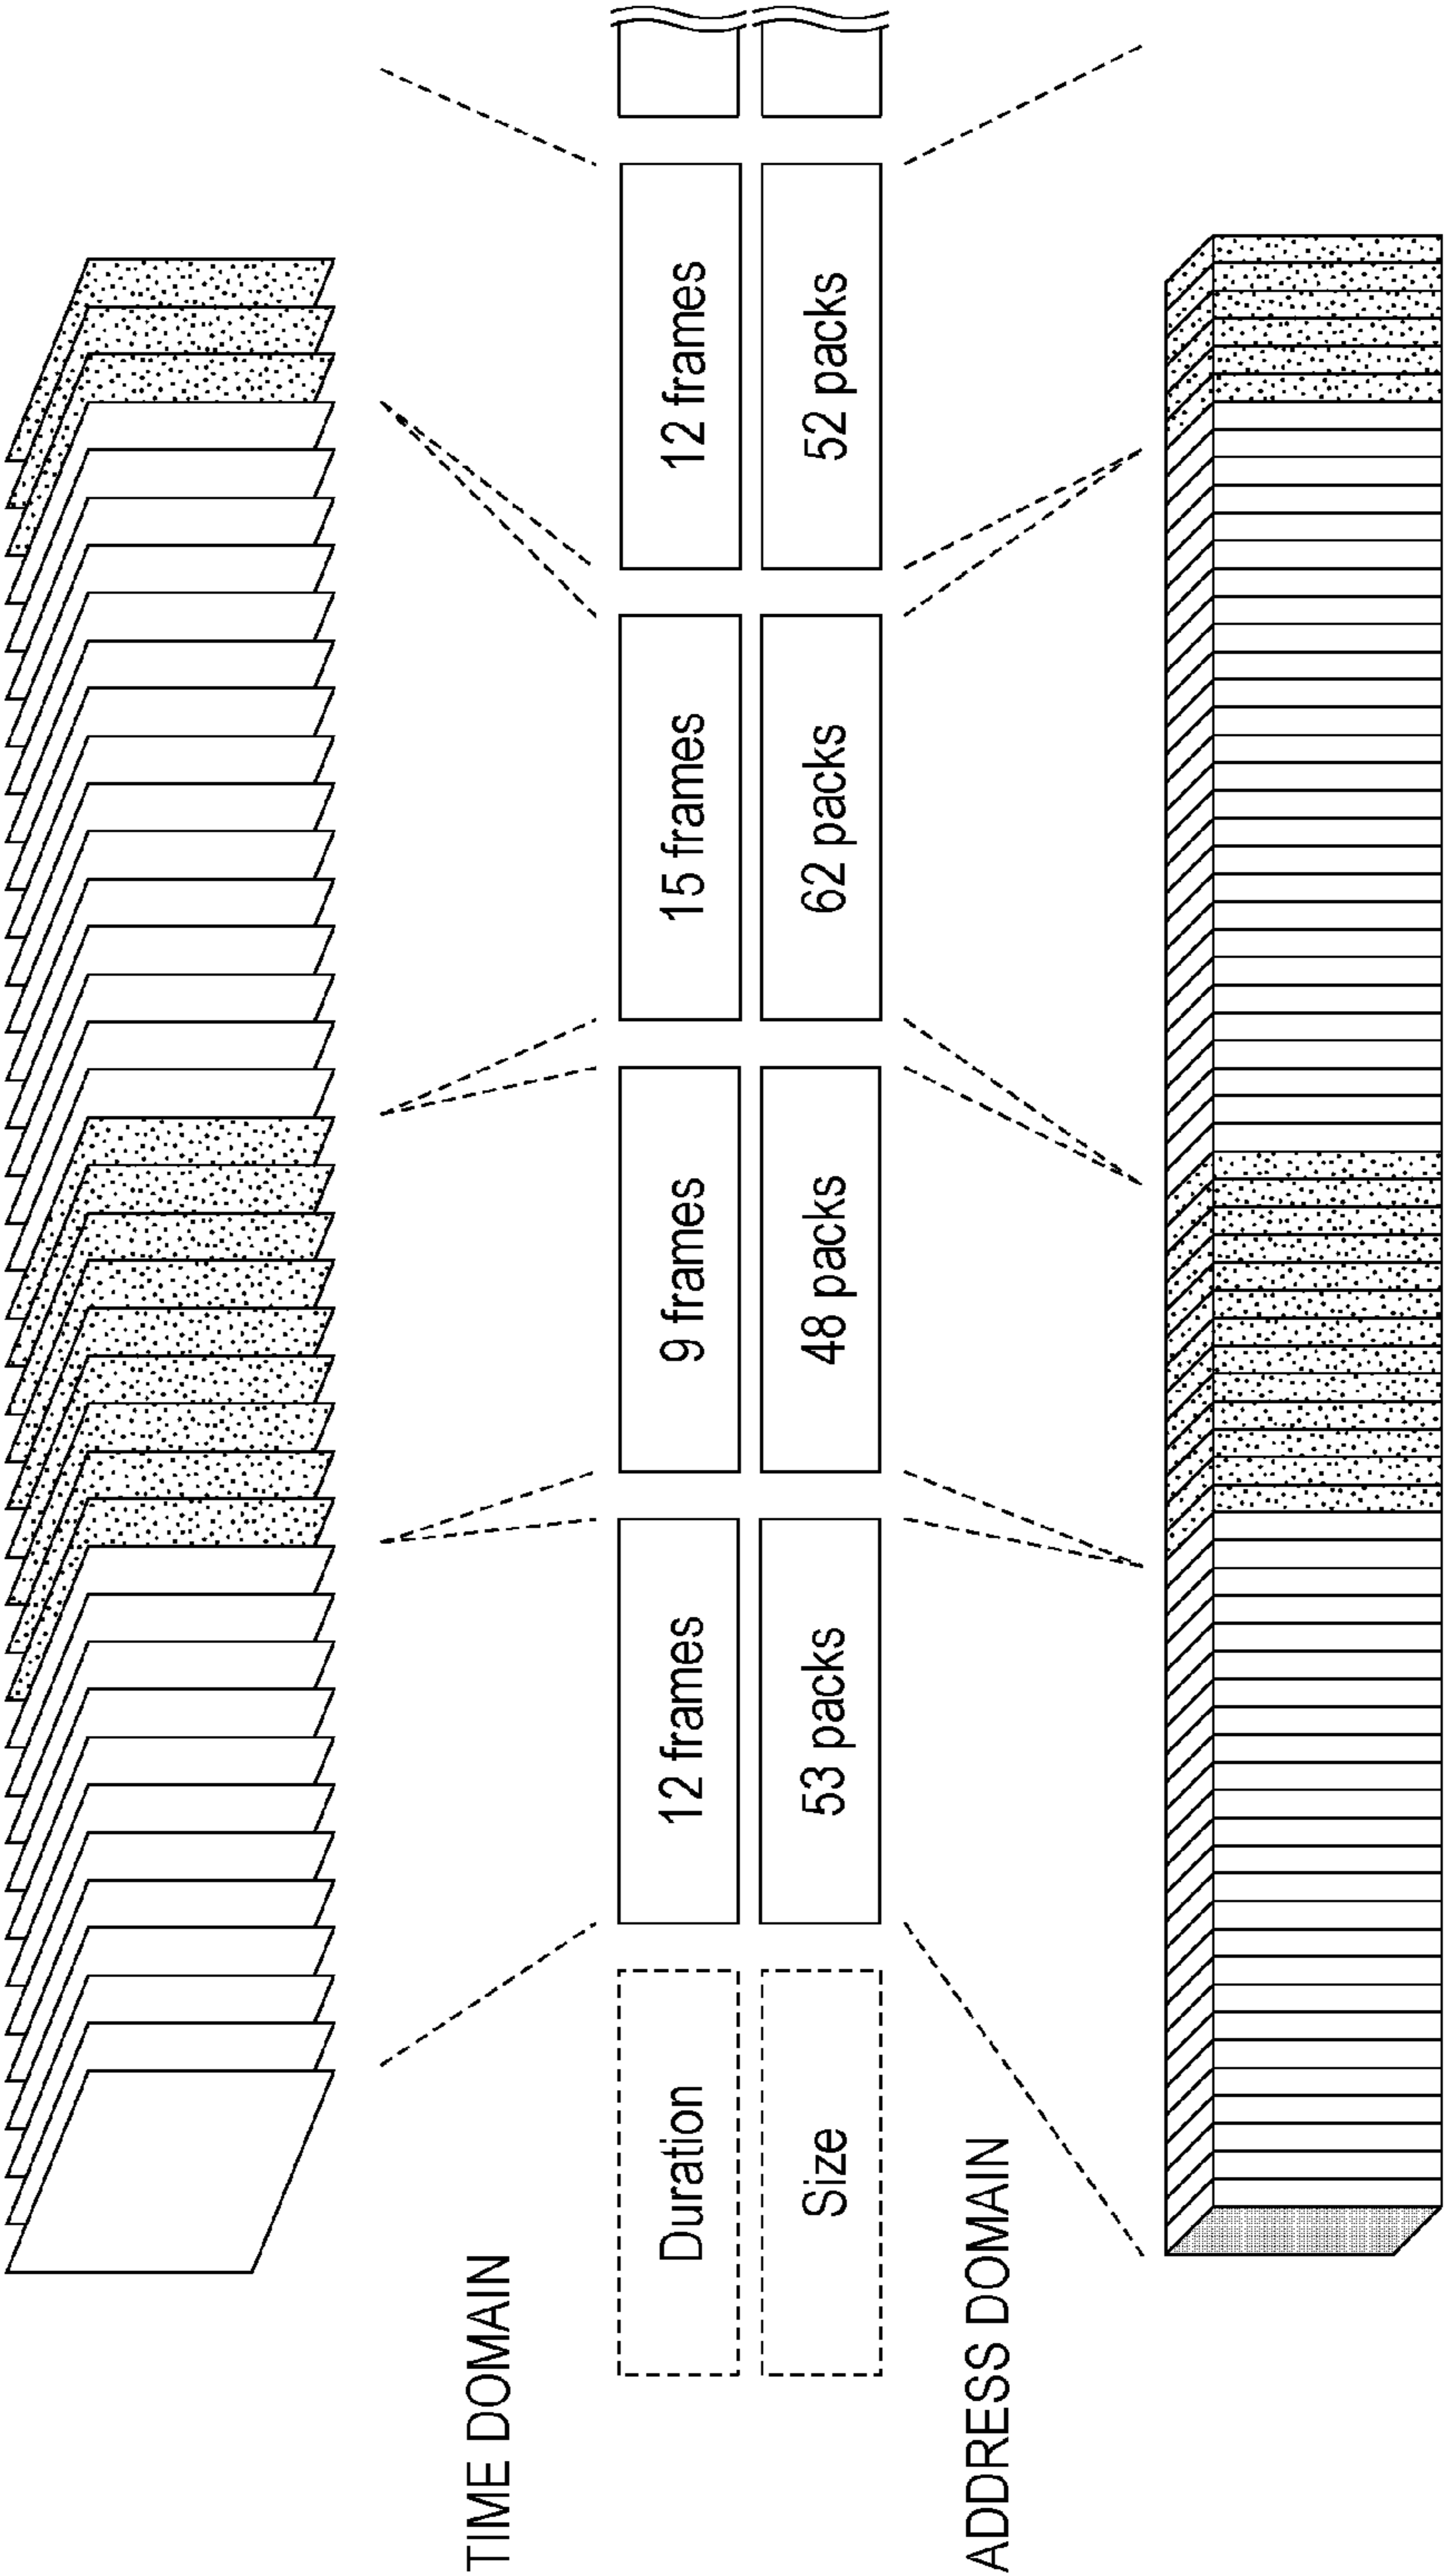 TIME DOMAIN
Duration
12 frames
9 frames
15 frames
12 frames
Size
53 packs
48 packs
62 packs
52 packs
ADDRESS DOMAIN